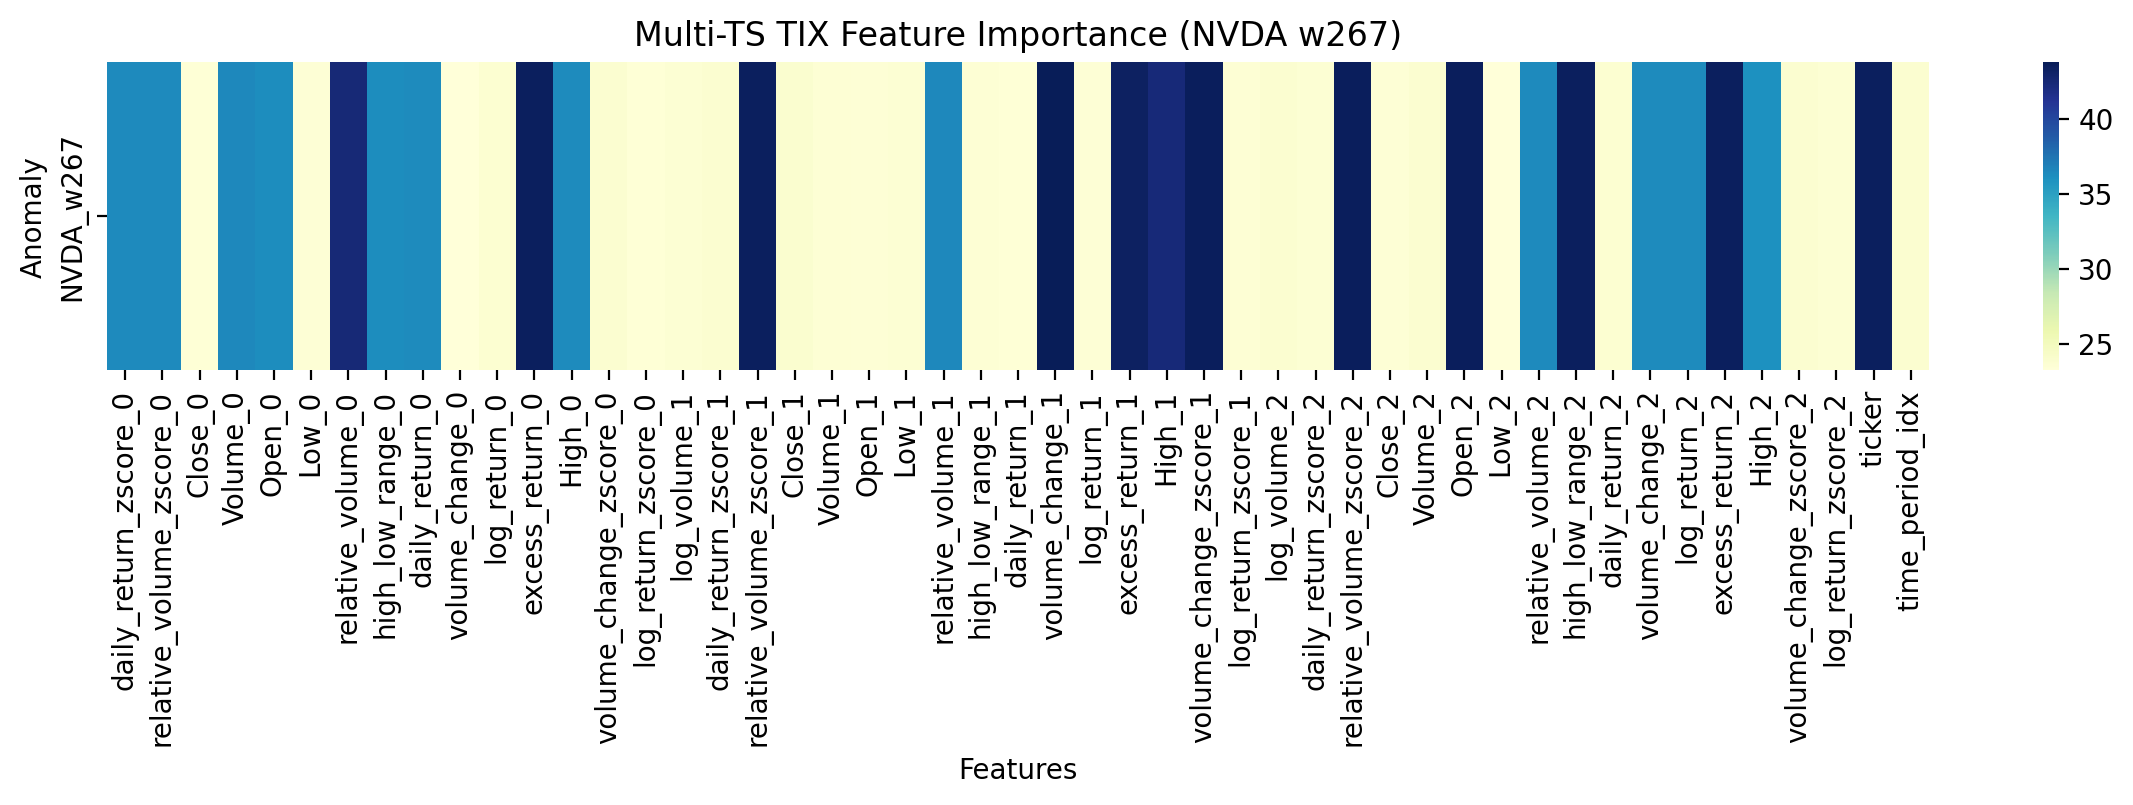 Multi-TS TIX Feature Importance (NVDA w267)
Anomaly
NVDA_w267
40
35
30
25
daily_return_zscore_0
relative_volume_zscore_0
Close_0
Volume_0
Open_0
Low_0
relative_volume_0
high_low_range_0
daily_return_0
volume_change_0
log_return_0
excess_return_0
High_0
volume_change_zscore_0
log_return_zscore_0
log_volume_1
daily_return_zscore_1
relative_volume_zscore_1
Close_1
Volume_1
Open_1
Low_1
relative_volume_1
high_low_range_1
daily_return_1
volume_change_1
log_return_1
excess_return_1
High_1
volume_change_zscore_1
log_return_zscore_1
log_volume_2
daily_return_zscore_2
relative_volume_zscore_2
Close_2
Volume_2
Open_2
Low_2
relative_volume_2
high_low_range_2
daily_return_2
volume_change_2
log_return_2
excess_return_2
High_2
volume_change_zscore_2
log_return_zscore_2
ticker
time_period_idx
Features